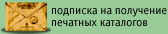 подписка на получение
печатных каталогов